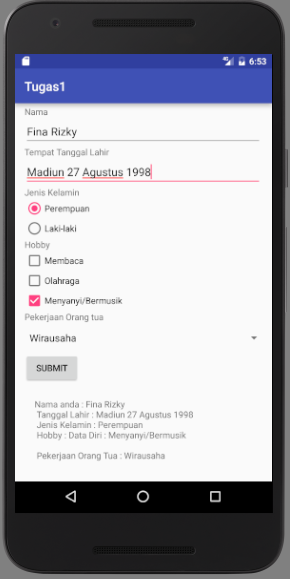 6:53
Tugas1
Nama
Fina Rizky
Tempat Tanggal Lahir
Madiun 27 Agustus 1998
Jenis Kelamin
Perempuan
Laki-laki
Hobby
Membaca
Olahraga
Menyanyi/Bermusik
Pekerjaan Orang tua
Wirausaha
SUBMIT
Nama anda : Fina Rizky
Tanggal Lahir : Madiun 27 Agustus 1998
Jenis Kelamin : Perempuan
Hobby : Data Diri : Menyanyi/Bermusik
Pekerjaan Orang Tua : Wirausaha